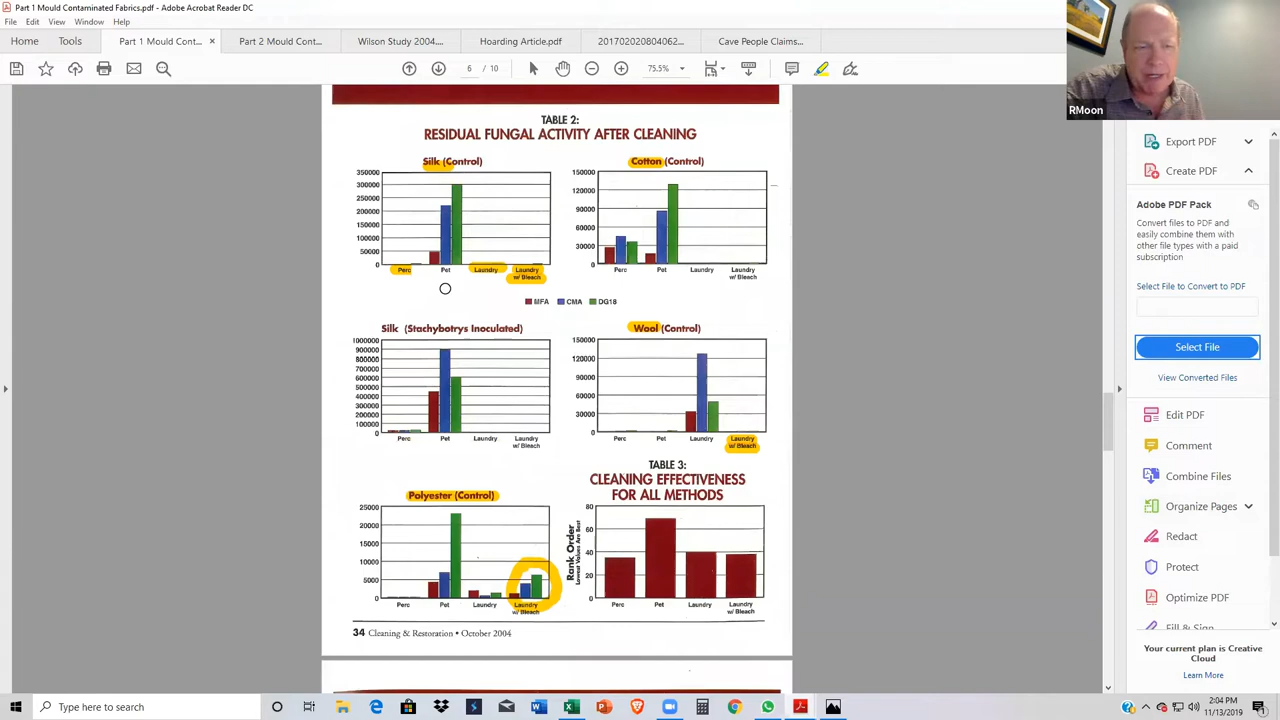 Part 1 Mould Contaminated Fabrics.pdf - Adobe Acrobat Reader DC
File Edit View Window Help
Home Tools Part 1 Mould Cont... × Part 2 Mould Cont... Wilson Study 2004.... Hoarding Article.pdf 20170202080406 2... Cave People Claims...
6 / 10 75.5%
RMoon
TABLE 2:
RESIDUAL FUNGAL ACTIVITY AFTER CLEANING
Silk (Control)
350000
300000
250000
200000
150000
100000
50000
0
Perc Pet Laundry Laundry
w/ Bleach
Cotton (Control)
150000
120000
90000
60000
30000
0
Perc Pet Laundry Laundry
w/ Bleach
MFA CMA DG18
Silk (Stachybotrys Inoculated)
1000000
900000
800000
700000
600000
500000
400000
300000
200000
100000
0
Perc Pet Laundry Laundry
w/ Bleach
Wool (Control)
150000
120000
90000
60000
30000
0
Perc Pet Laundry Laundry
w/ Bleach
Polyester (Control)
25000
20000
15000
10000
5000
0
Perc Pet Laundry Laundry
w/ Bleach
TABLE 3:
CLEANING EFFECTIVENESS
FOR ALL METHODS
Rank Order
Lowest Values Are Best
80
60
40
20
0
Perc Pet Laundry Laundry
w/ Bleach
34 Cleaning & Restoration • October 2004
Export PDF
Create PDF
Adobe PDF Pack
Convert files to PDF and
easily combine them with
other file types with a paid
subscription
Select File to Convert to PDF
Select File
View Converted Files
Edit PDF
Comment
Combine Files
Organize Pages
Redact
Protect
Optimize PDF
Fill & Sign
Your current plan is Creative
Cloud
Learn More
Type here to search
2:04 PM
11/13/2019